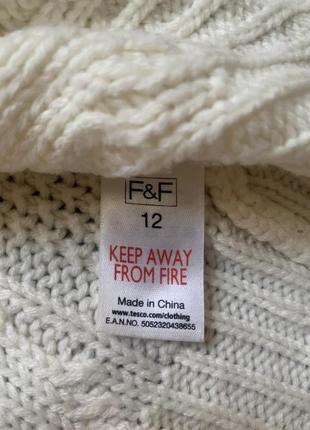 F&F
12
KEEP AWAY
FROM FIRE
Made in China
www.tesco.com/clothing
E.A.N.NO. 5052320438655